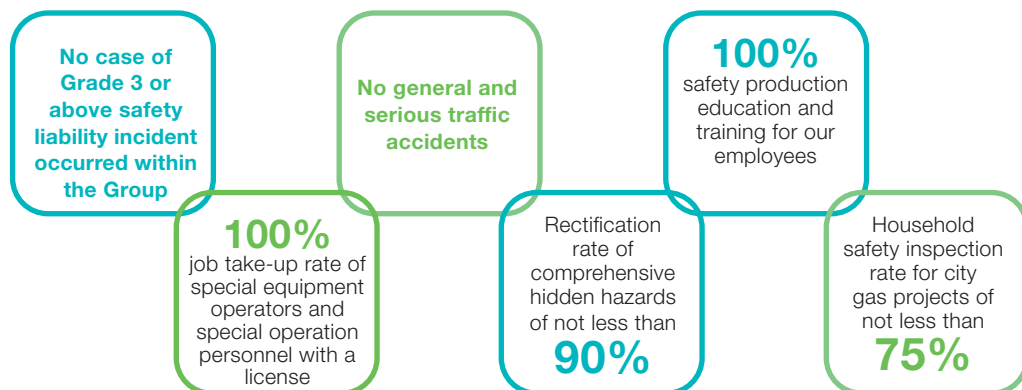 No case of
Grade 3 or
above safety
liability incident
occurred within
the Group
100%
job take-up rate of
special equipment
operators and
special operation
personnel with a
license
No general and
serious traffic
accidents
Rectification
rate of
comprehensive
hidden hazards
of not less than
90%
100%
safety production
education and
training for our
employees
Household
safety inspection
rate for city
gas projects of
not less than
75%